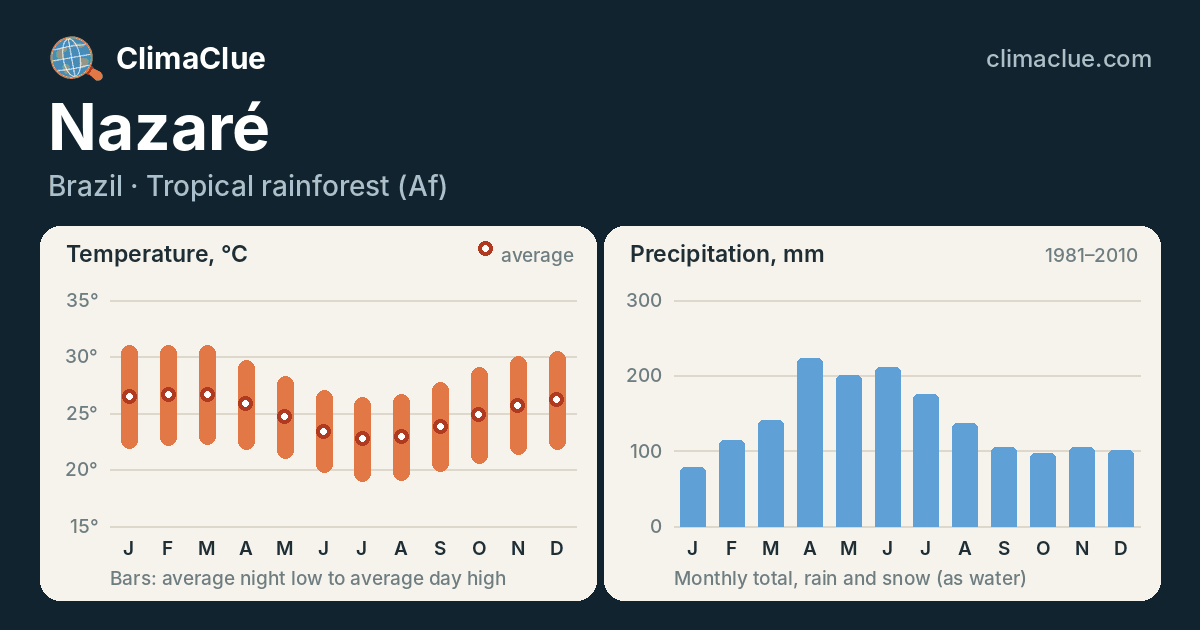 ClimaClue
climaclue.com
Nazaré
Brazil · Tropical rainforest (Af)
Temperature, °C
average
35°
30°
25°
20°
15°
J F M A M J J A S O N D
Bars: average night low to average day high
Precipitation, mm
1981–2010
300
200
100
0
J F M A M J J A S O N D
Monthly total, rain and snow (as water)